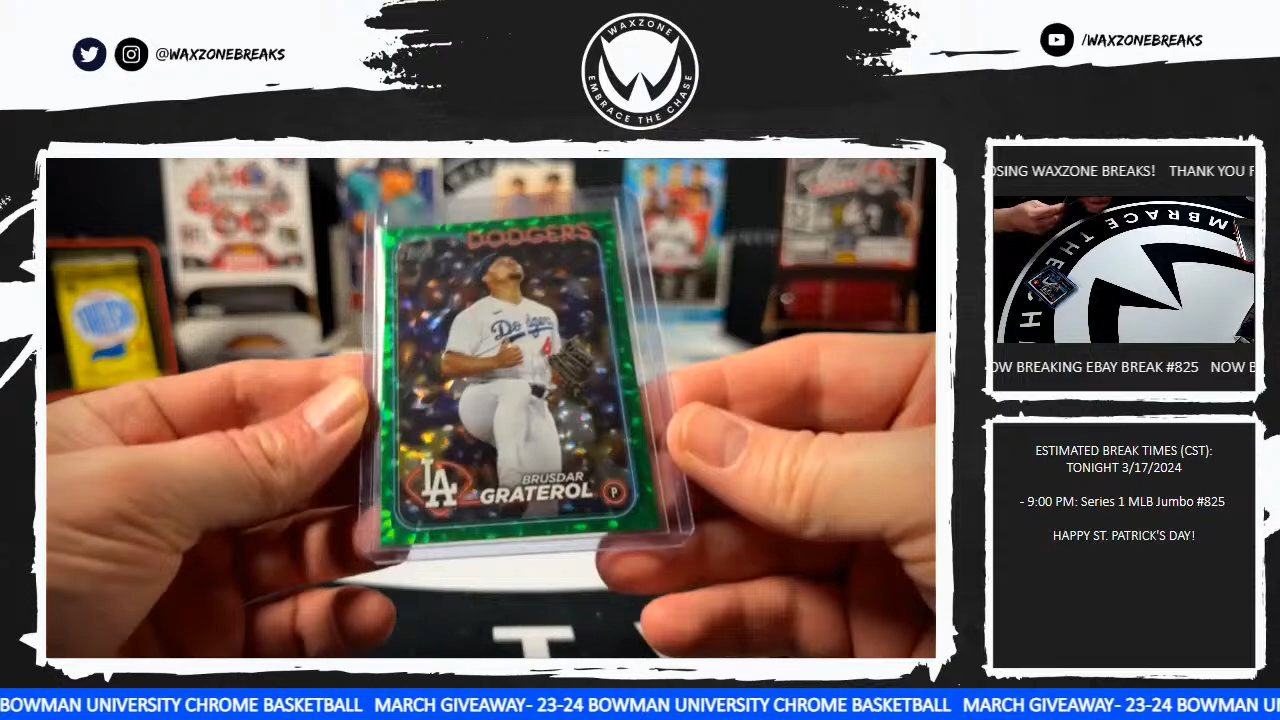 @WAXZONEBREAKS
WAXZONE
EMBRACE THE CHASE
/WAXZONEBREAKS
DODGERS
Dodgers
4
LA
BRUSDAR
GRATEROL
P
OSING WAXZONE BREAKS! THANK YOU F
MBRACE THE
OW BREAKING EBAY BREAK #825 NOW B
ESTIMATED BREAK TIMES (CST):
TONIGHT 3/17/2024
- 9:00 PM: Series 1 MLB Jumbo #825
HAPPY ST. PATRICK'S DAY!
BOWMAN UNIVERSITY CHROME BASKETBALL MARCH GIVEAWAY- 23-24 BOWMAN UNIVERSITY CHROME BASKETBALL MARCH GIVEAWAY- 23-24 BOWMAN UI